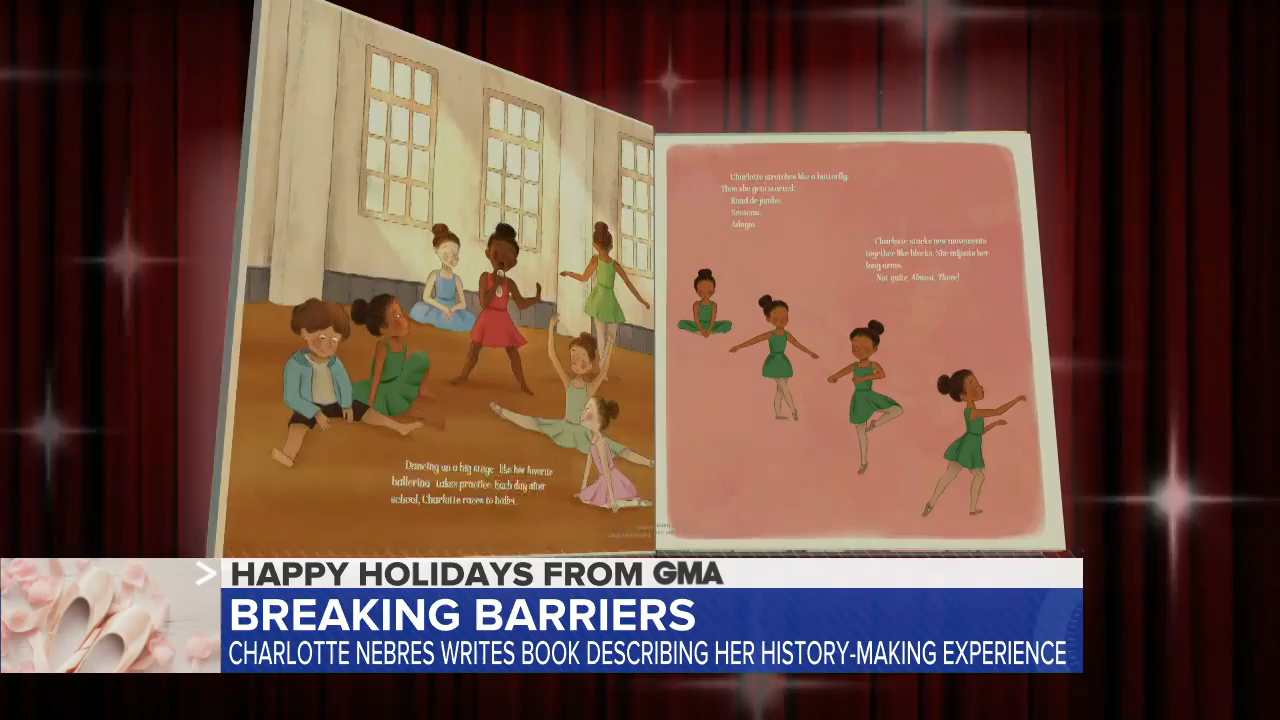 Charlotte stretches like a butterfly.
Then she gets started:
Rond de jambe.
Soutenu.
Adagio.
Charlotte stacks new movements
together like blocks. She adjusts her
long arms.
Not quite. Almost. There!
Dancing on a big stage like her favorite
ballerina takes practice. Each day after
school, Charlotte races to ballet.
HAPPY HOLIDAYS FROM GMA
BREAKING BARRIERS
CHARLOTTE NEBRES WRITES BOOK DESCRIBING HER HISTORY-MAKING EXPERIENCE